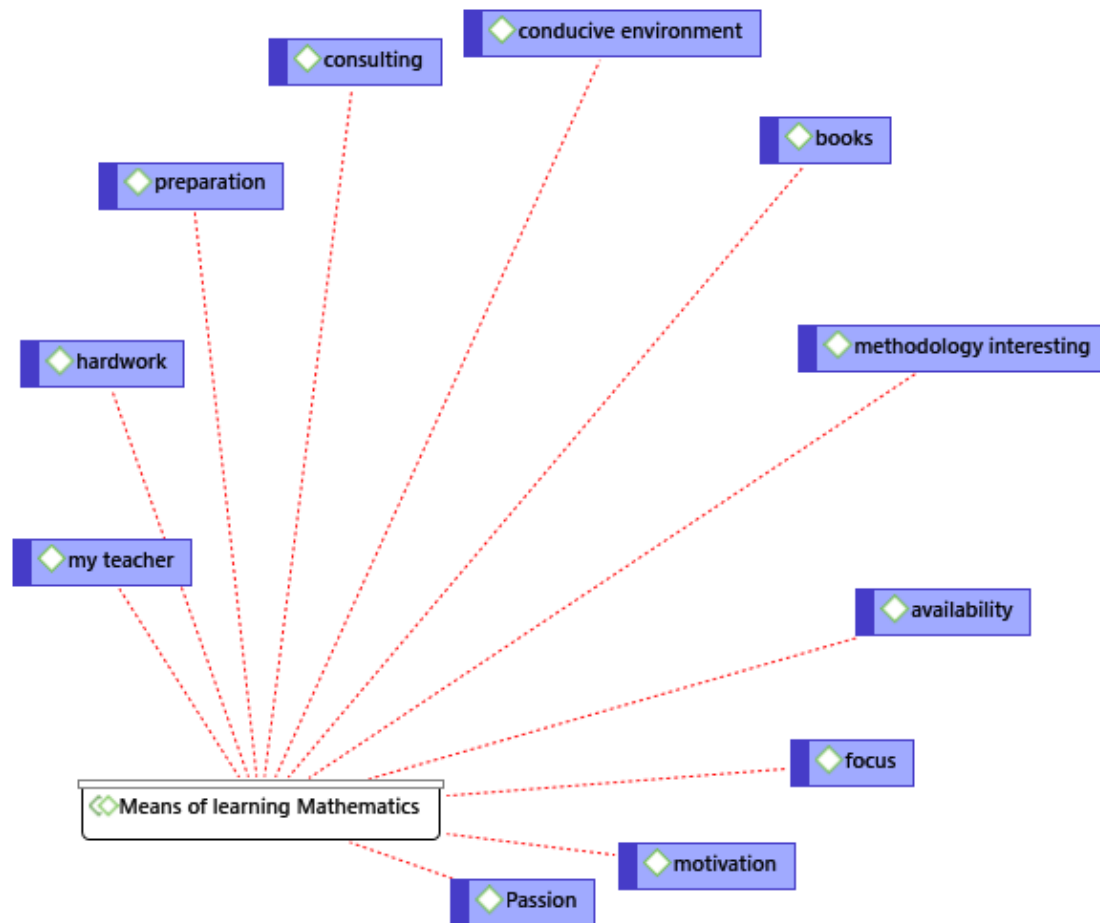 conducive environment
consulting
books
preparation
methodology interesting
hardwork
my teacher
availability
focus
Means of learning Mathematics
motivation
Passion